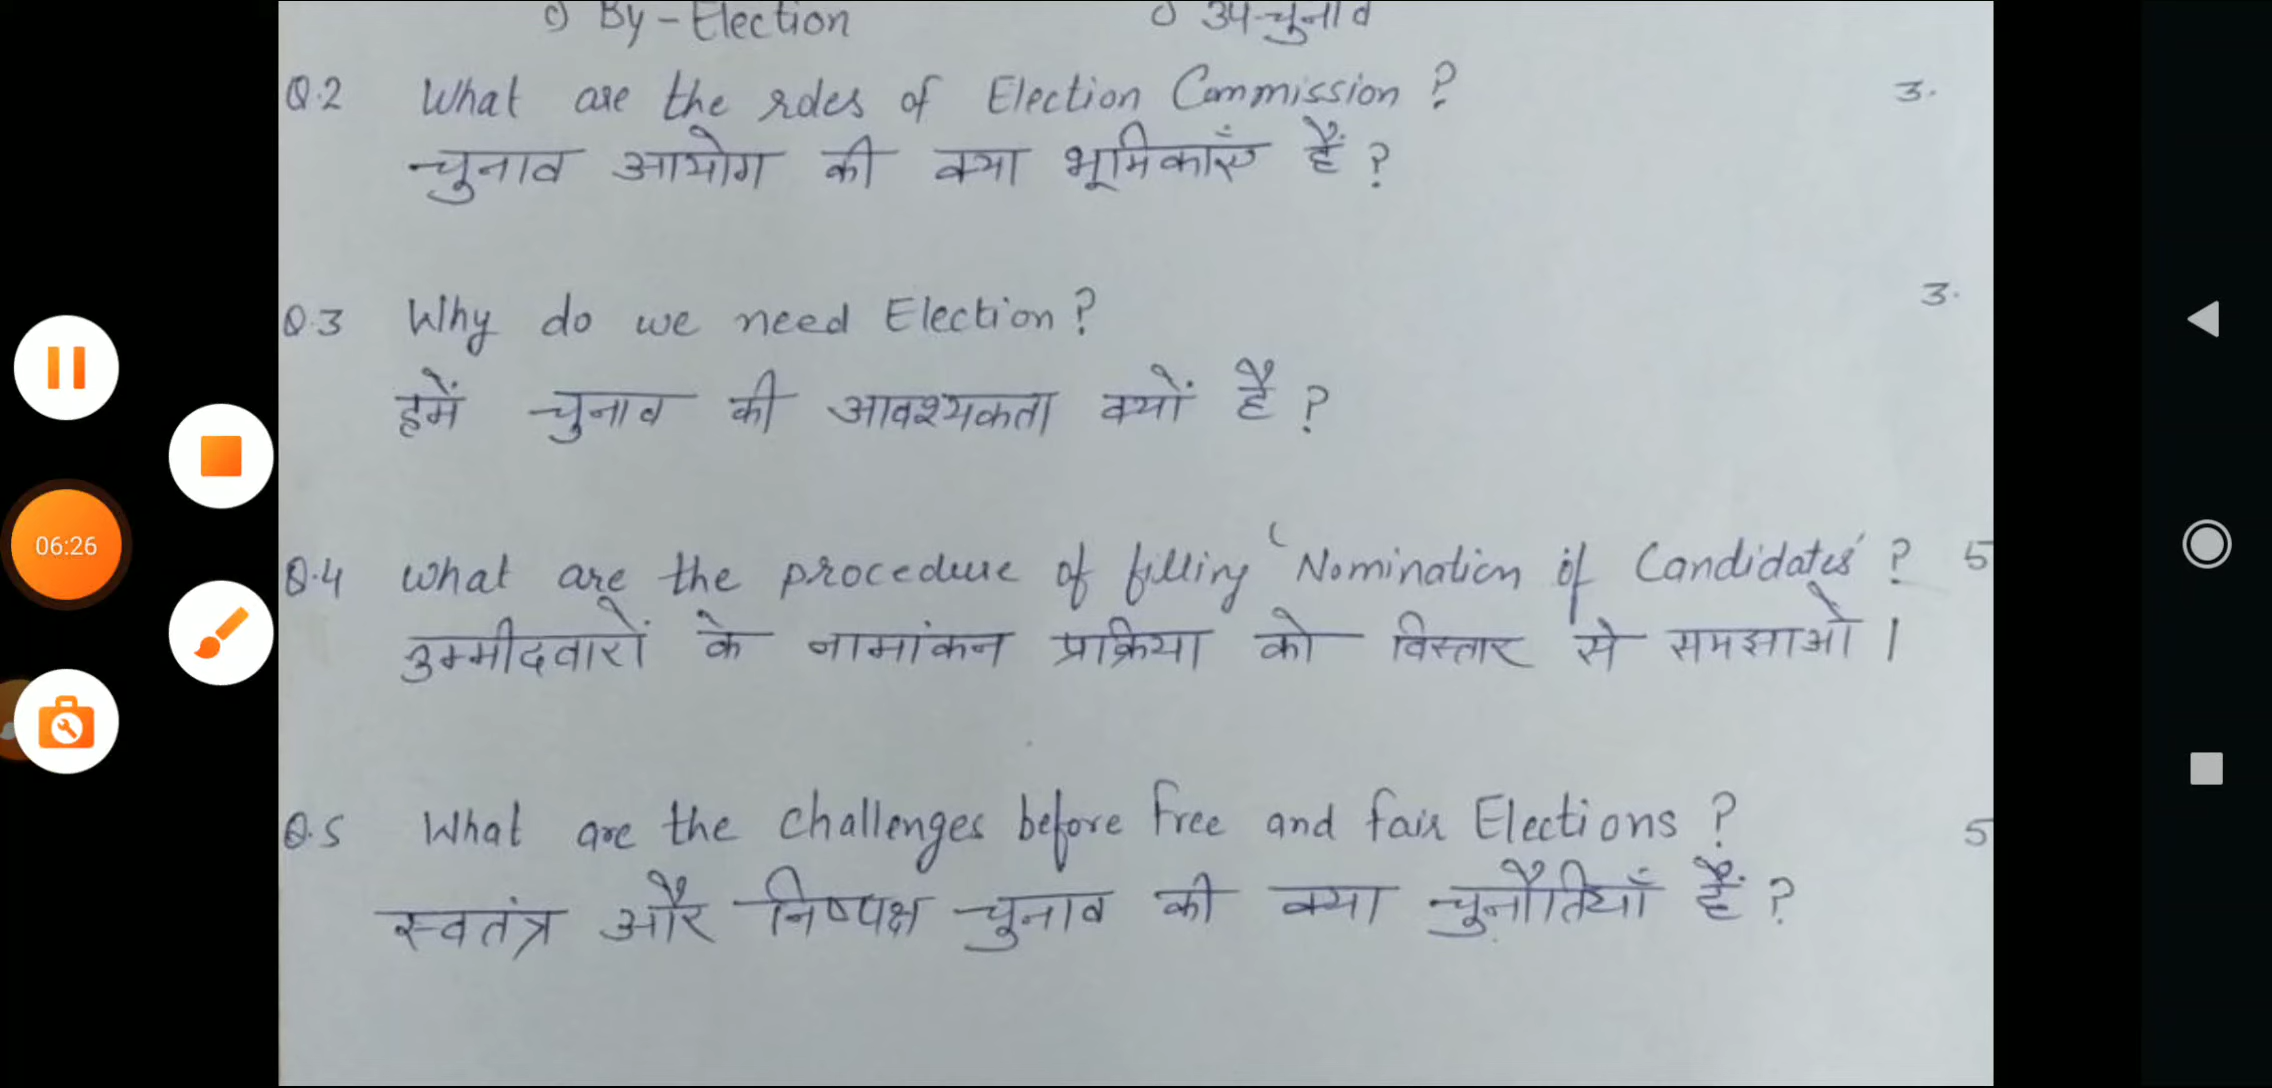 c) By-Election c) उप-चुनाव
Q.2 What are the roles of Election Commission ? 3.
चुनाव आयोग की क्या भूमिकाएँ हैं ?
Q.3 Why do we need Election ? 3.
हमें चुनाव की आवश्यकता क्यों है ?
Q.4 What are the procedure of filling 'Nomination of Candidates' ? 5
उम्मीदवारों के नामांकन प्रक्रिया को विस्तार से समझाओ ।
Q.5 What are the challenges before Free and fair Elections ? 5
स्वतंत्र और निष्पक्ष चुनाव की क्या चुनौतियाँ हैं ?
06:26